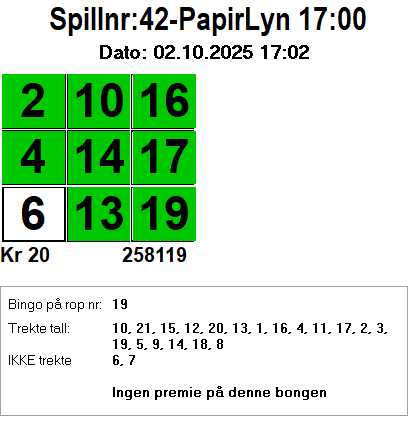 Spillnr:42-PapirLyn 17:00
Dato: 02.10.2025 17:02
2 10 16
4 14 17
6 13 19
Kr 20 258119
Bingo på rop nr: 19
Trekte tall: 10, 21, 15, 12, 20, 13, 1, 16, 4, 11, 17, 2, 3,
19, 5, 9, 14, 18, 8
IKKE trekte 6, 7
Ingen premie på denne bongen